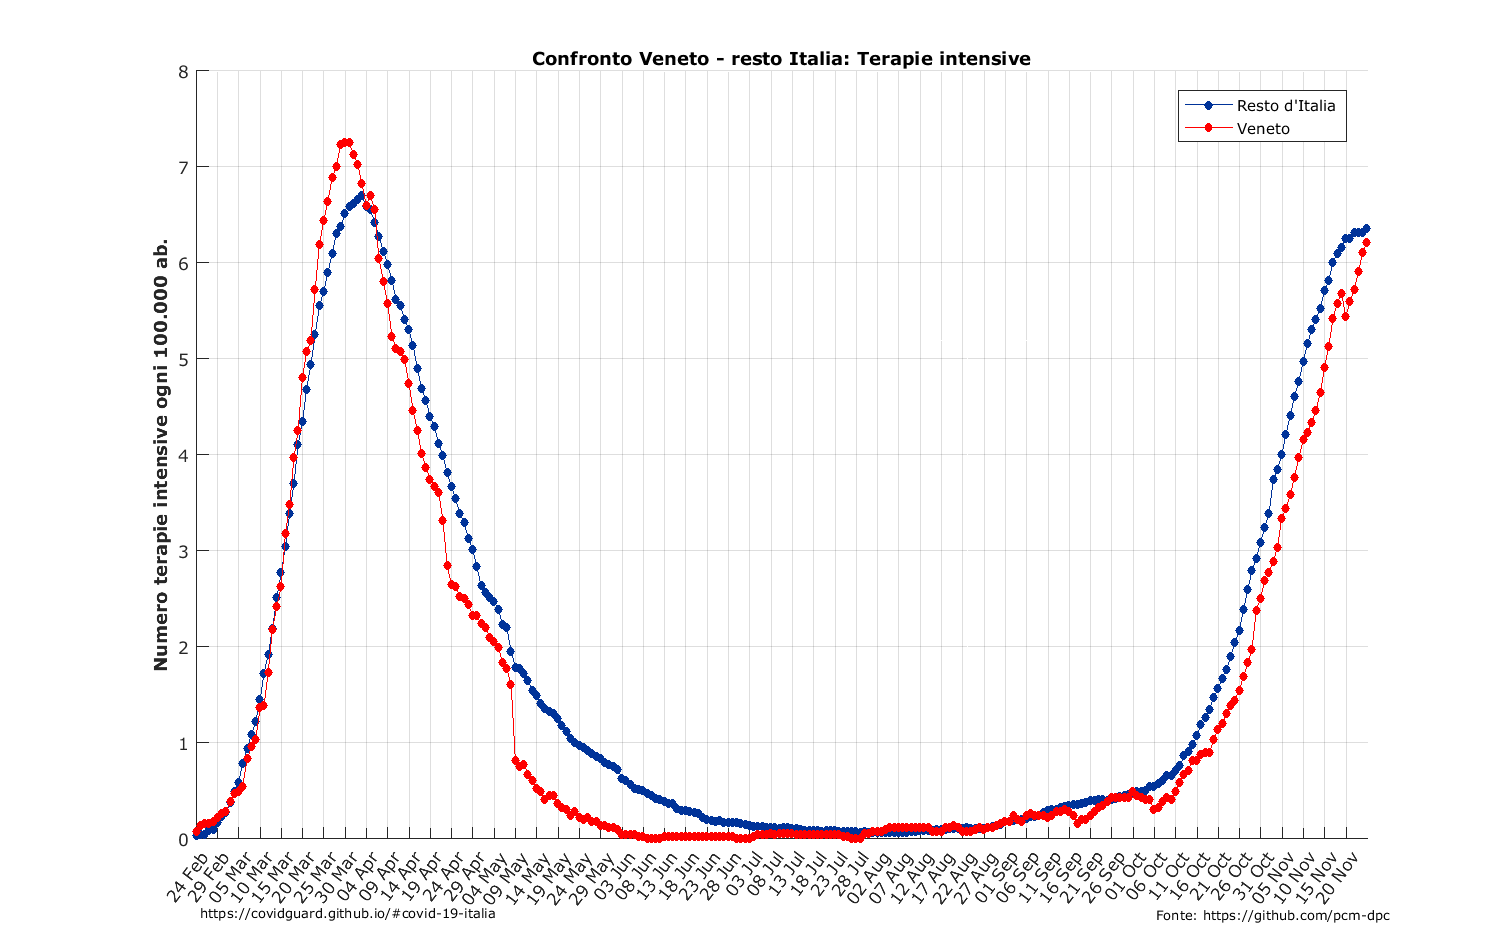 Confronto Veneto - resto Italia: Terapie intensive
Resto d'Italia
Veneto
Numero terapie intensive ogni 100.000 ab.
8
7
6
5
4
3
2
1
0
24 Feb
29 Feb
05 Mar
10 Mar
15 Mar
20 Mar
25 Mar
30 Mar
04 Apr
09 Apr
14 Apr
19 Apr
24 Apr
29 Apr
04 May
09 May
14 May
19 May
24 May
29 May
03 Jun
08 Jun
13 Jun
18 Jun
23 Jun
28 Jun
03 Jul
08 Jul
13 Jul
18 Jul
23 Jul
28 Jul
02 Aug
07 Aug
12 Aug
17 Aug
22 Aug
27 Aug
01 Sep
06 Sep
11 Sep
16 Sep
21 Sep
26 Sep
01 Oct
06 Oct
11 Oct
16 Oct
21 Oct
26 Oct
31 Oct
05 Nov
10 Nov
15 Nov
20 Nov
https://covidguard.github.io/#covid-19-italia
Fonte: https://github.com/pcm-dpc